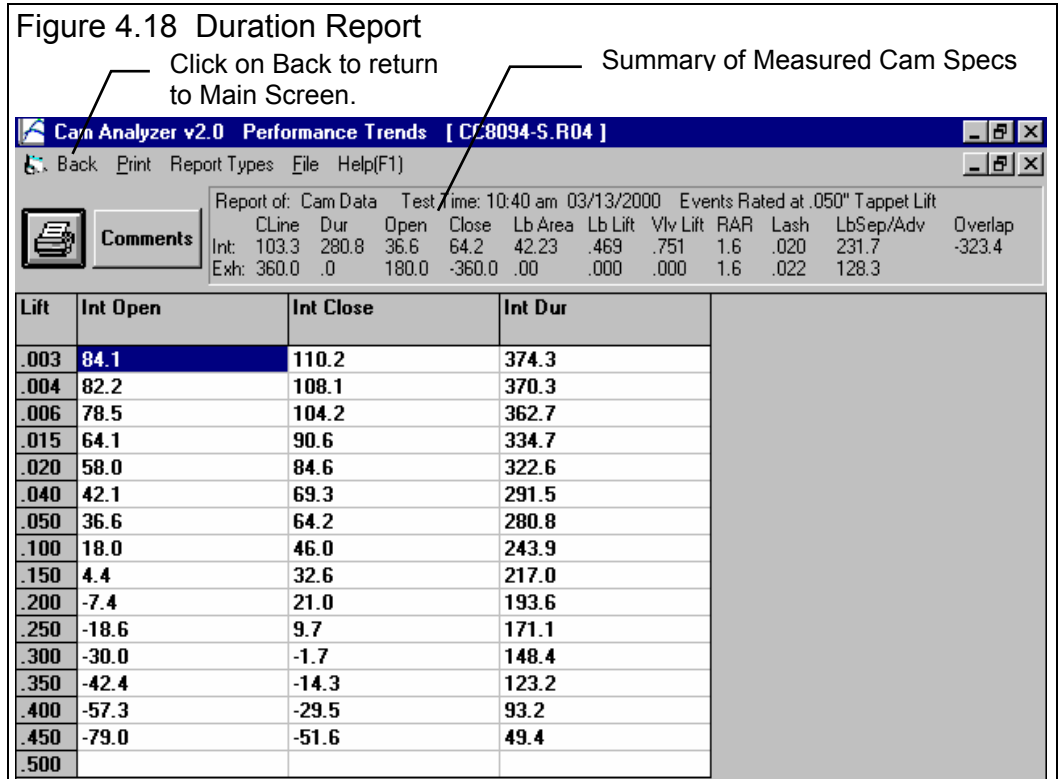 Figure 4.18 Duration Report
Click on Back to return
to Main Screen.
Summary of Measured Cam Specs
Cam Analyzer v2.0 Performance Trends [ CC8094-S.R04 ]
Back Print Report Types File Help(F1)
Report of: Cam Data Test Time: 10:40 am 03/13/2000 Events Rated at .050" Tappet Lift
Comments
CLine Dur Open Close Lb Area Lb Lift Vlv Lift RAR Lash LbSep/Adv Overlap
Int: 103.3 280.8 36.6 64.2 42.23 .469 .751 1.6 .020 231.7 -323.4
Exh: 360.0 .0 180.0 -360.0 .00 .000 .000 1.6 .022 128.3
Lift Int Open Int Close Int Dur
.003 84.1 110.2 374.3
.004 82.2 108.1 370.3
.006 78.5 104.2 362.7
.015 64.1 90.6 334.7
.020 58.0 84.6 322.6
.040 42.1 69.3 291.5
.050 36.6 64.2 280.8
.100 18.0 46.0 243.9
.150 4.4 32.6 217.0
.200 -7.4 21.0 193.6
.250 -18.6 9.7 171.1
.300 -30.0 -1.7 148.4
.350 -42.4 -14.3 123.2
.400 -57.3 -29.5 93.2
.450 -79.0 -51.6 49.4
.500